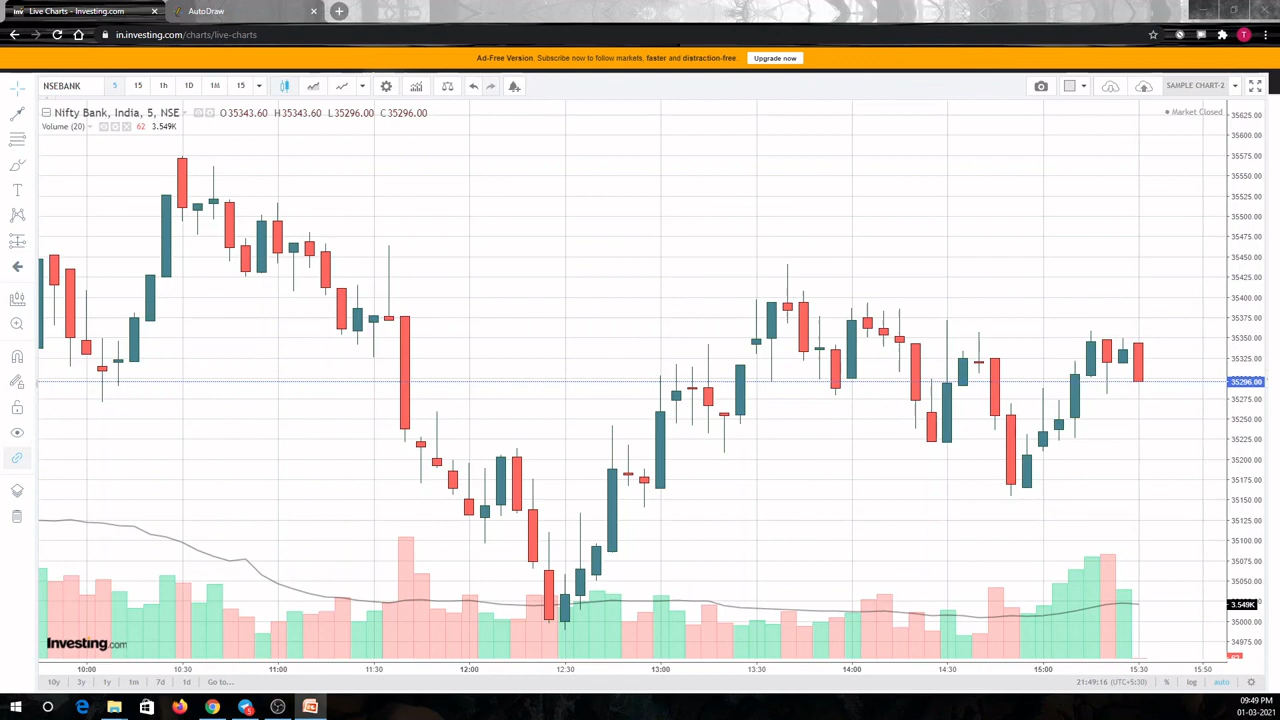 Live Charts - Investing.com
AutoDraw
in.investing.com/charts/live-charts
T
Ad-Free Version. Subscribe now to follow markets, faster and distraction-free.
Upgrade now
NSEBANK
5
15
1h
1D
1M
15
SAMPLE CHART-2
Nifty Bank, India, 5, NSE
O35343.60 H35343.60 L35296.00 C35296.00
Market Closed
Volume (20)
62
3.549K
35625.00
35600.00
35575.00
35550.00
35525.00
35500.00
35475.00
35450.00
35425.00
35400.00
35375.00
35350.00
35325.00
35296.00
35275.00
35250.00
35225.00
35200.00
35175.00
35150.00
35125.00
35100.00
35075.00
35050.00
3.549K
35000.00
34975.00
Investing.com
10:00
10:30
11:00
11:30
12:00
12:30
13:00
13:30
14:00
14:30
15:00
15:30
15:50
10y
3y
1y
1m
7d
1d
Go to...
21:49:16 (UTC+5:30)
%
log
auto
09:49 PM
01-03-2021